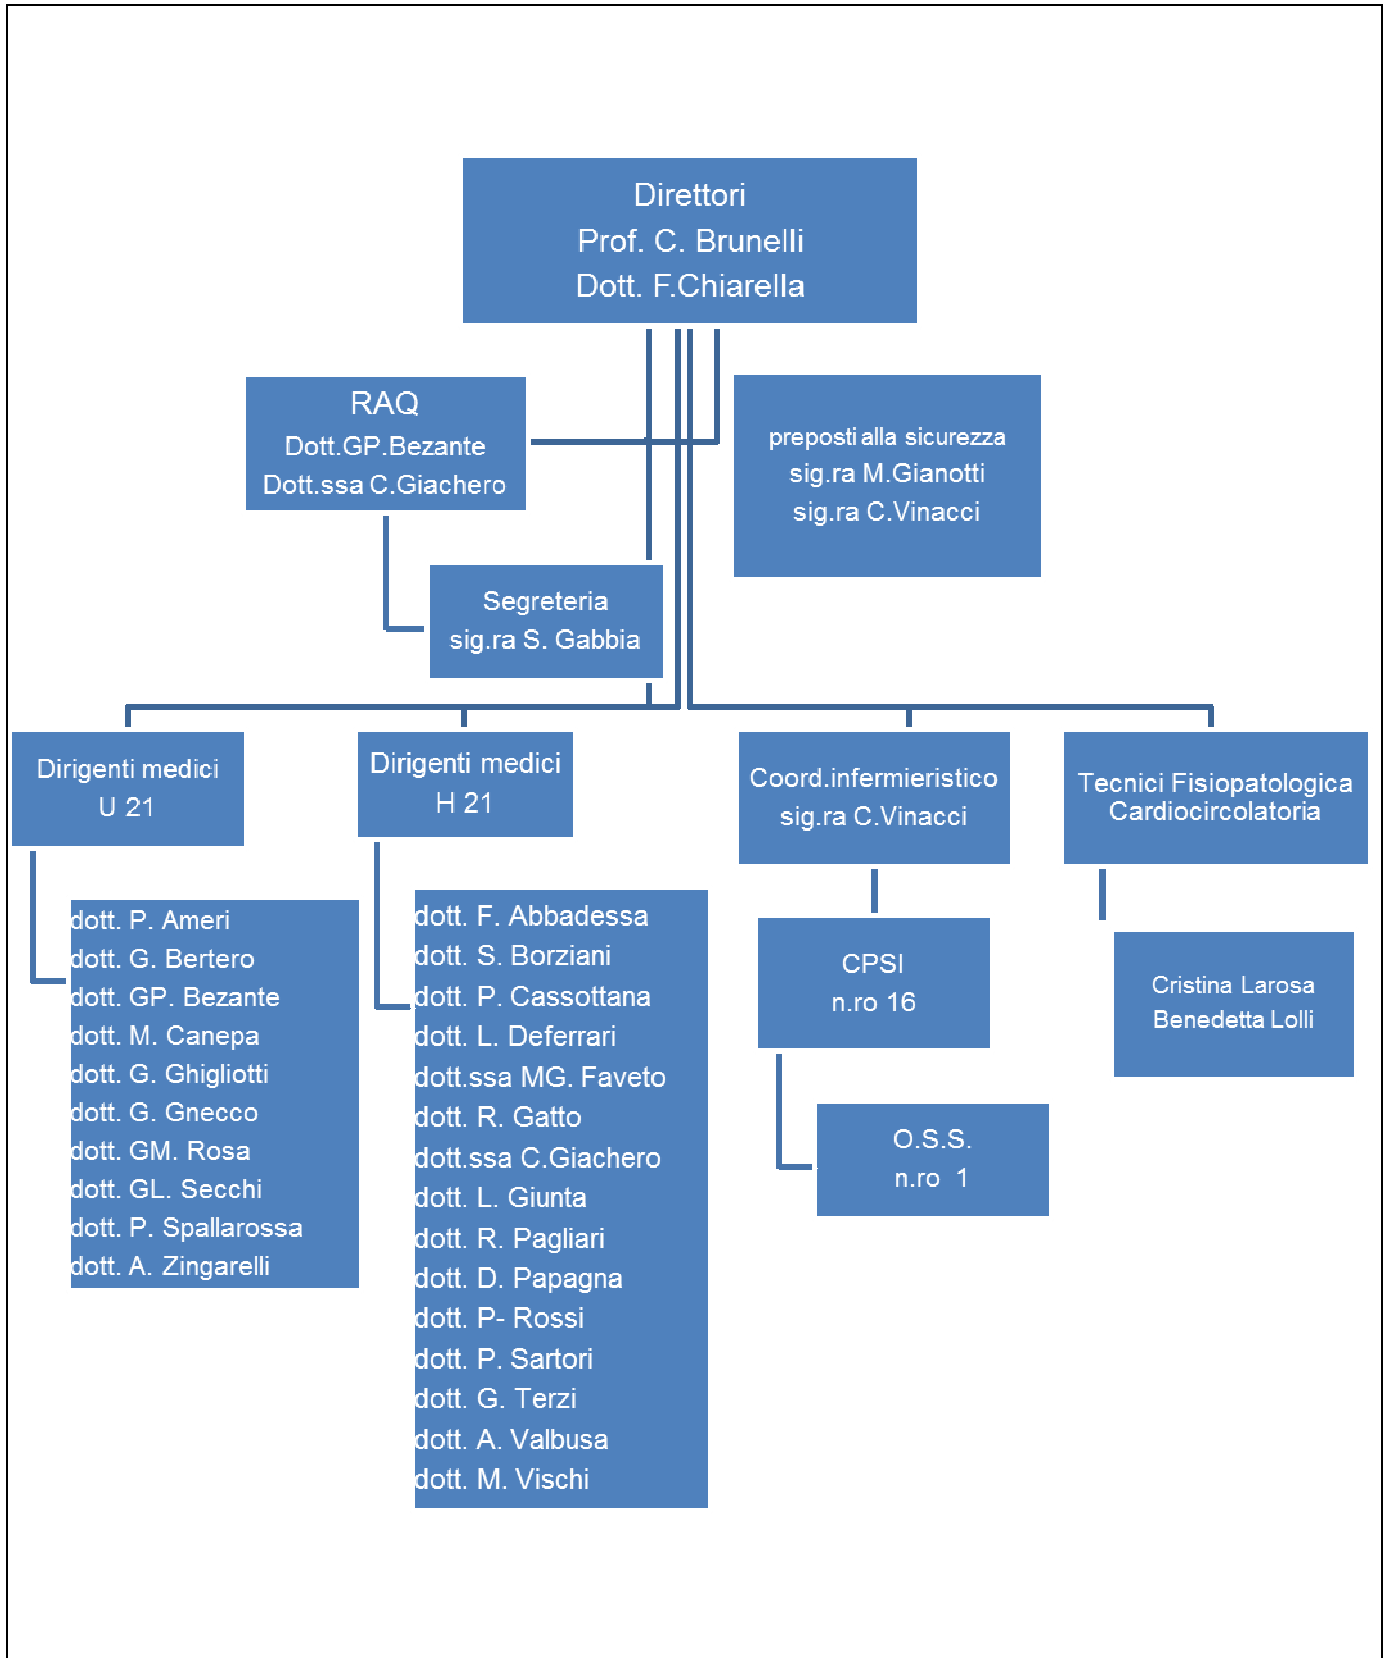 Direttori
Prof. C. Brunelli
Dott. F.Chiarella
RAQ
Dott.GP.Bezante
Dott.ssa C.Giachero
preposti alla sicurezza
sig.ra M.Gianotti
sig.ra C.Vinacci
Segreteria
sig.ra S. Gabbia
Dirigenti medici
U 21
Dirigenti medici
H 21
Coord.infermieristico
sig.ra C.Vinacci
Tecnici Fisiopatologica
Cardiocircolatoria
dott. P. Ameri
dott. G. Bertero
dott. GP. Bezante
dott. M. Canepa
dott. G. Ghigliotti
dott. G. Gnecco
dott. GM. Rosa
dott. GL. Secchi
dott. P. Spallarossa
dott. A. Zingarelli
dott. F. Abbadessa
dott. S. Borziani
dott. P. Cassottana
dott. L. Deferrari
dott.ssa MG. Faveto
dott. R. Gatto
dott.ssa C.Giachero
dott. L. Giunta
dott. R. Pagliari
dott. D. Papagna
dott. P- Rossi
dott. P. Sartori
dott. G. Terzi
dott. A. Valbusa
dott. M. Vischi
CPSI
n.ro 16
O.S.S.
n.ro 1
Cristina Larosa
Benedetta Lolli